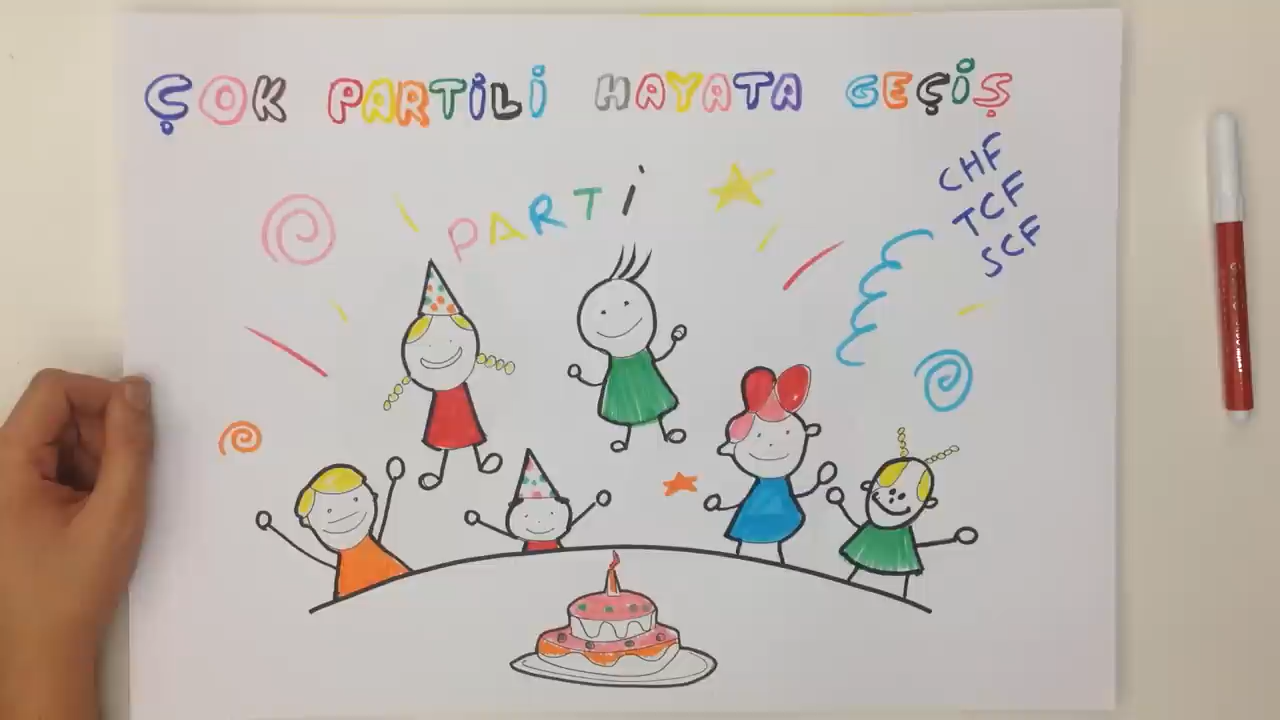 ÇOK PARTİLİ HAYATA GEÇİŞ
PARTİ
CHF
TCF
SCF